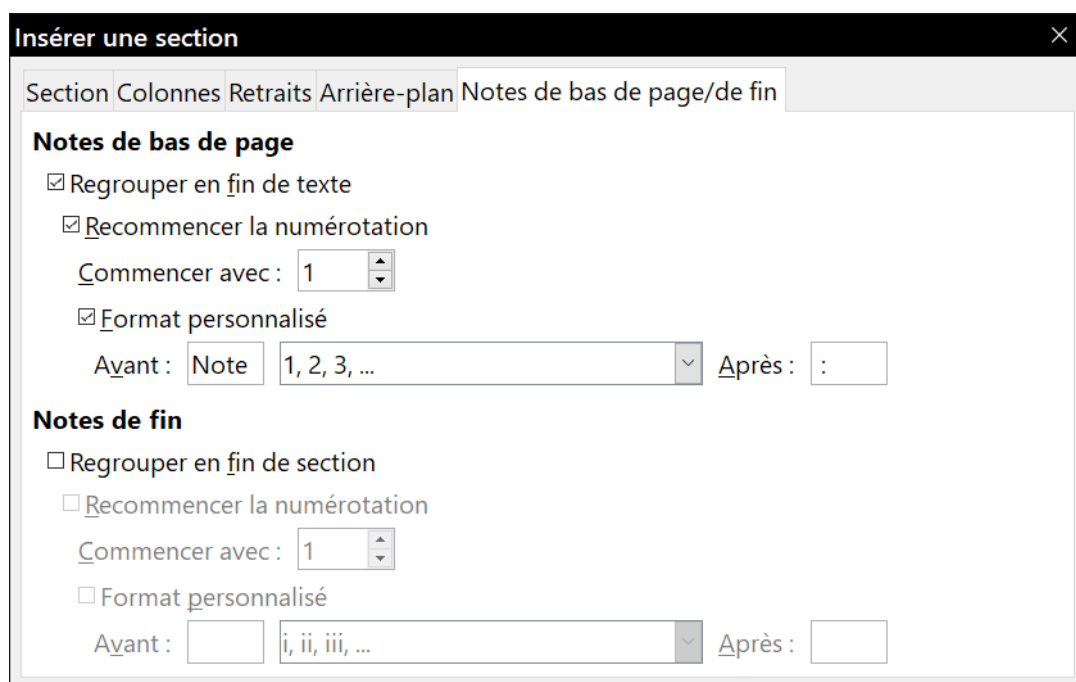 Insérer une section
Section Colonnes Retraits Arrière-plan Notes de bas de page/de fin
Notes de bas de page
Regrouper en fin de texte
Recommencer la numérotation
Commencer avec : 1
Format personnalisé
Avant : Note 1, 2, 3, ... Après : :
Notes de fin
Regrouper en fin de section
Recommencer la numérotation
Commencer avec : 1
Format personnalisé
Avant : i, ii, iii, ... Après :